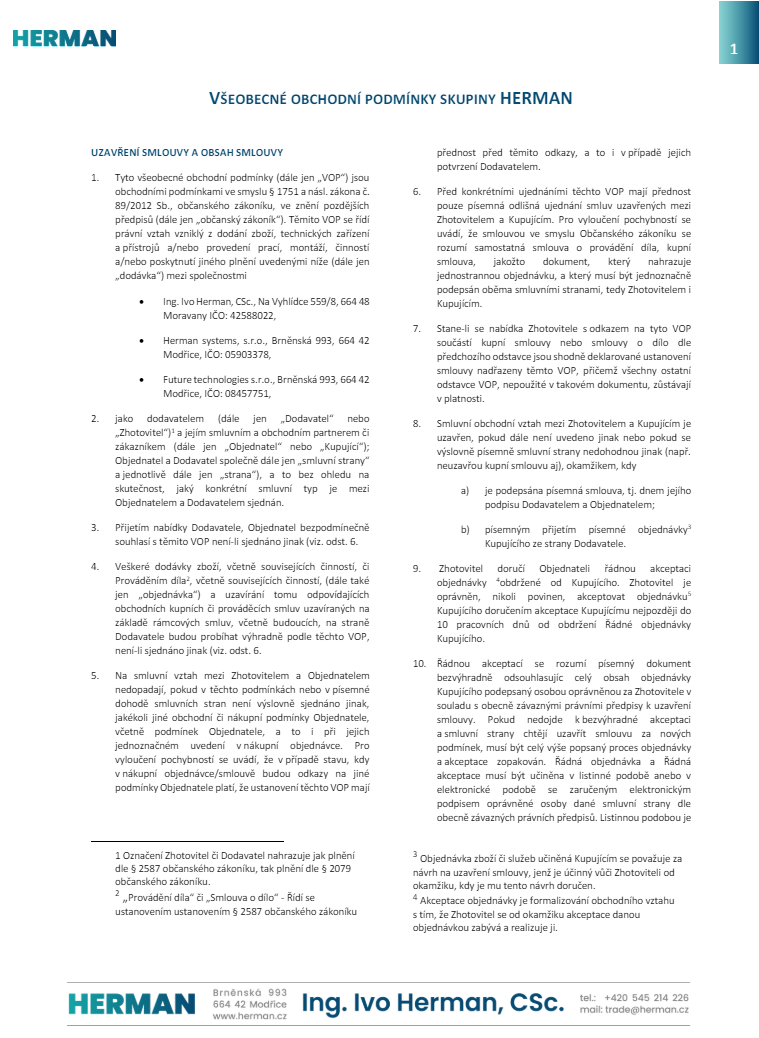 HERMAN
1
VŠEOBECNÉ OBCHODNÍ PODMÍNKY SKUPINY HERMAN
UZAVŘENÍ SMLOUVY A OBSAH SMLOUVY
1. Tyto všeobecné obchodní podmínky (dále jen „VOP“) jsou
obchodními podmínkami ve smyslu § 1751 a násl. zákona č.
89/2012 Sb., občanského zákoníku, ve znění pozdějších
předpisů (dále jen „občanský zákoník“). Těmito VOP se řídí
právní vztah vzniklý z dodání zboží, technických zařízení
a přístrojů a/nebo provedení prací, montáží, činností
a/nebo poskytnutí jiného plnění uvedenými níže (dále jen
„dodávka“) mezi společnostmi
• Ing. Ivo Herman, CSc., Na Vyhlídce 559/8, 664 48
Moravany IČO: 42588022,
• Herman systems, s.r.o., Brněnská 993, 664 42
Modřice, IČO: 05903378,
• Future technologies s.r.o., Brněnská 993, 664 42
Modřice, IČO: 08457751,
2. jako dodavatelem (dále jen „Dodavatel“ nebo
„Zhotovitel“)1 a jejím smluvním a obchodním partnerem či
zákazníkem (dále jen „Objednatel“ nebo „Kupující“);
Objednatel a Dodavatel společně dále jen „smluvní strany“
a jednotlivě dále jen „strana“), a to bez ohledu na
skutečnost, jaký konkrétní smluvní typ je mezi
Objednatelem a Dodavatelem sjednán.
3. Přijetím nabídky Dodavatele, Objednatel bezpodmínečně
souhlasí s těmito VOP není-li sjednáno jinak (viz. odst. 6.
4. Veškeré dodávky zboží, včetně souvisejících činností, či
Prováděním díla2, včetně souvisejících činností, (dále také
jen „objednávka“) a uzavírání tomu odpovídajících
obchodních kupních či prováděcích smluv uzavíraných na
základě rámcových smluv, včetně budoucích, na straně
Dodavatele budou probíhat výhradně podle těchto VOP,
není-li sjednáno jinak (viz. odst. 6.
5. Na smluvní vztah mezi Zhotovitelem a Objednatelem
nedopadají, pokud v těchto podmínkách nebo v písemné
dohodě smluvních stran není výslovně sjednáno jinak,
jakékoli jiné obchodní či nákupní podmínky Objednatele,
včetně podmínek Objednatele, a to i při jejich
jednoznačném uvedení v nákupní objednávce. Pro
vyloučení pochybností se uvádí, že v případě stavu, kdy
v nákupní objednávce/smlouvě budou odkazy na jiné
podmínky Objednatele platí, že ustanovení těchto VOP mají
1 Označení Zhotovitel či Dodavatel nahrazuje jak plnění
dle § 2587 občanského zákoníku, tak plnění dle § 2079
občanského zákoníku.
2 „Provádění díla“ či „Smlouva o dílo“ - Řídí se
ustanovením ustanovením § 2587 občanského zákoníku
přednost před těmito odkazy, a to i v případě jejich
potvrzení Dodavatelem.
6. Před konkrétními ujednáními těchto VOP mají přednost
pouze písemná odlišná ujednání smluv uzavřených mezi
Zhotovitelem a Kupujícím. Pro vyloučení pochybností se
uvádí, že smlouvou ve smyslu Občanského zákoníku se
rozumí samostatná smlouva o provádění díla, kupní
smlouva, jakožto dokument, který nahrazuje
jednostrannou objednávku, a který musí být jednoznačně
podepsán oběma smluvními stranami, tedy Zhotovitelem i
Kupujícím.
7. Stane-li se nabídka Zhotovitele s odkazem na tyto VOP
součástí kupní smlouvy nebo smlouvy o dílo dle
předchozího odstavce jsou shodně deklarované ustanovení
smlouvy nadřazeny těmto VOP, přičemž všechny ostatní
odstavce VOP, nepoužité v takovém dokumentu, zůstávají
v platnosti.
8. Smluvní obchodní vztah mezi Zhotovitelem a Kupujícím je
uzavřen, pokud dále není uvedeno jinak nebo pokud se
výslovně písemně smluvní strany nedohodnou jinak (např.
neuzavřou kupní smlouvu aj), okamžikem, kdy
a) je podepsána písemná smlouva, tj. dnem jejího
podpisu Dodavatelem a Objednatelem;
b) písemným přijetím písemné objednávky3
Kupujícího ze strany Dodavatele.
9. Zhotovitel doručí Objednateli řádnou akceptaci
objednávky 4obdržené od Kupujícího. Zhotovitel je
oprávněn, nikoli povinen, akceptovat objednávku5
Kupujícího doručením akceptace Kupujícímu nejpozději do
10 pracovních dnů od obdržení Řádné objednávky
Kupujícího.
10. Řádnou akceptací se rozumí písemný dokument
bezvýhradně odsouhlasujíc celý obsah objednávky
Kupujícího podepsaný osobou oprávněnou za Zhotovitele v
souladu s obecně závaznými právními předpisy k uzavření
smlouvy. Pokud nedojde k bezvýhradné akceptaci
a smluvní strany chtějí uzavřít smlouvu za nových
podmínek, musí být celý výše popsaný proces objednávky
a akceptace zopakován. Řádná objednávka a Řádná
akceptace musí být učiněna v listinné podobě anebo v
elektronické podobě se zaručeným elektronickým
podpisem oprávněné osoby dané smluvní strany dle
obecně závazných právních předpisů. Listinnou podobou je
3 Objednávka zboží či služeb učiněná Kupujícím se považuje za
návrh na uzavření smlouvy, jenž je účinný vůči Zhotoviteli od
okamžiku, kdy je mu tento návrh doručen.
4 Akceptace objednávky je formalizování obchodního vztahu
s tím, že Zhotovitel se od okamžiku akceptace danou
objednávkou zabývá a realizuje ji.
HERMAN
Brněnská 993
664 42 Modřice
www.herman.cz
Ing. Ivo Herman, CSc.
tel.: +420 545 214 226
mail: trade@herman.cz